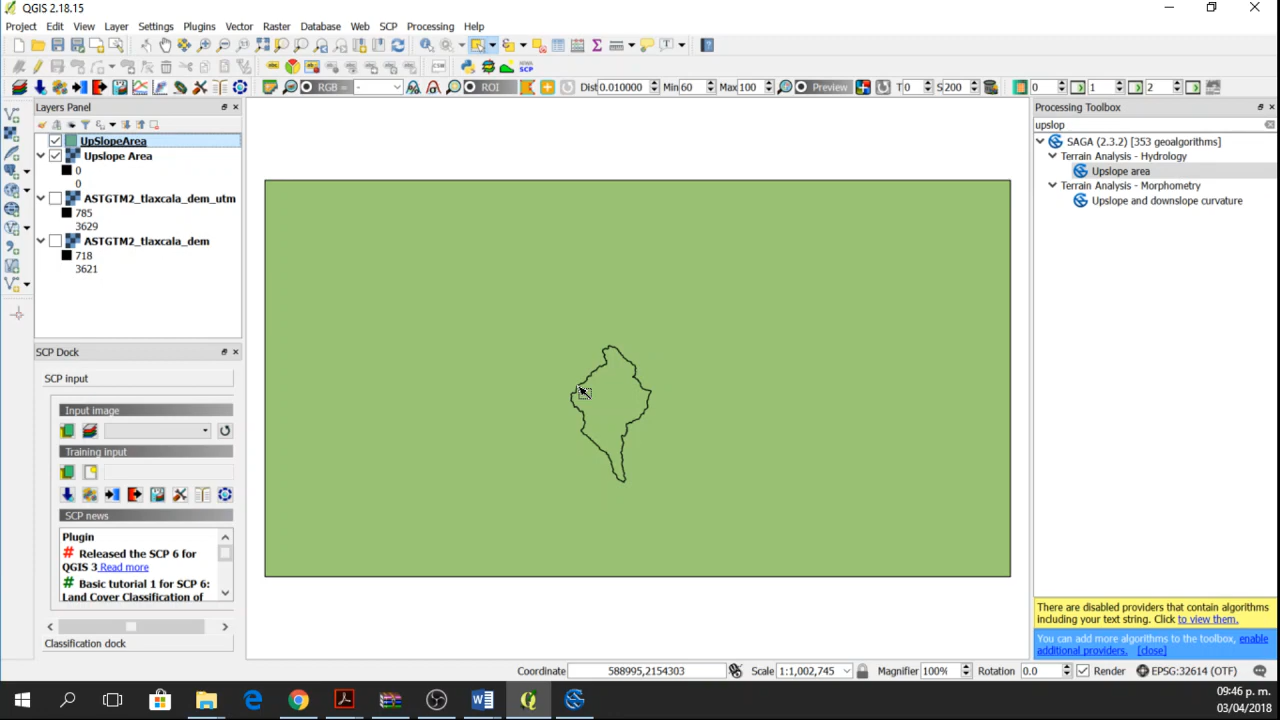 QGIS 2.18.15
Project Edit View Layer Settings Plugins Vector Raster Database Web SCP Processing Help
RGB = - ROI Dist 0.010000 Min 60 Max 100 Preview T 0 S 200 0 1 2
Layers Panel
UpSlopeArea
Upslope Area
0
0
ASTGTM2_tlaxcala_dem_utm
785
3629
ASTGTM2_tlaxcala_dem
718
3621
SCP Dock
SCP input
Input image
Training input
SCP news
Plugin
# Released the SCP 6 for
QGIS 3 Read more
# Basic tutorial 1 for SCP 6:
Land Cover Classification of
Classification dock
Processing Toolbox
upslop
SAGA (2.3.2) [353 geoalgorithms]
Terrain Analysis - Hydrology
Upslope area
Terrain Analysis - Morphometry
Upslope and downslope curvature
There are disabled providers that contain algorithms
including your text string. Click to view them.
You can add more algorithms to the toolbox, enable
additional providers. [close]
Coordinate 588995,2154303 Scale 1:1,002,745 Magnifier 100% Rotation 0.0 Render EPSG:32614 (OTF)
09:46 p. m.
03/04/2018